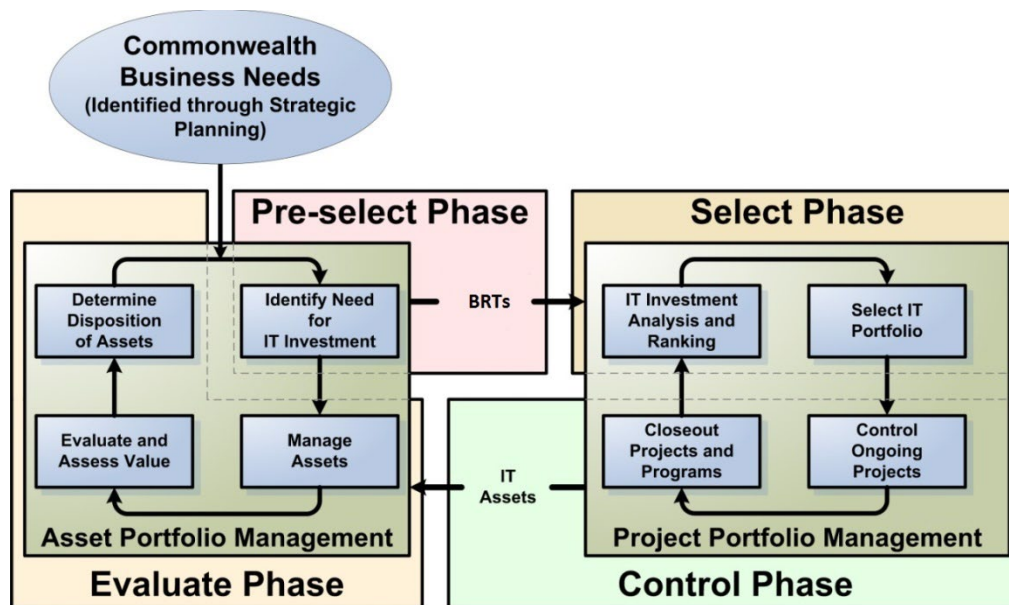 Commonwealth
Business Needs
(Identified through Strategic
Planning)
Pre-select Phase
Select Phase
Determine
Disposition
of Assets
Identify Need
for
IT Investment
BRTs
IT Investment
Analysis and
Ranking
Select IT
Portfolio
Evaluate and
Assess Value
Manage
Assets
IT
Assets
Closeout
Projects and
Programs
Control
Ongoing
Projects
Asset Portfolio Management
Project Portfolio Management
Evaluate Phase
Control Phase